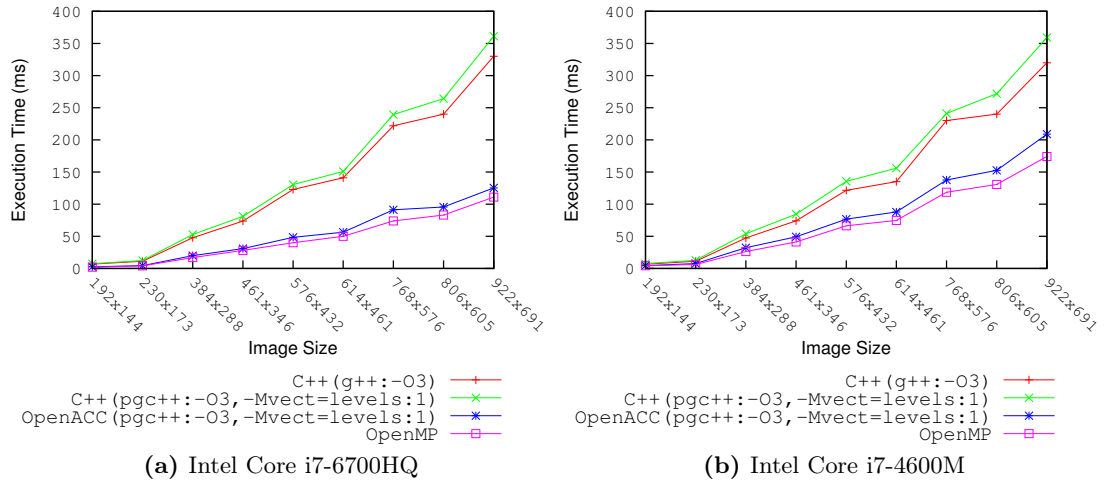 400
350
300
250
200
150
100
50
0
Execution Time (ms)
192x144
230x173
384x288
461x346
576x432
614x461
768x576
806x605
922x691
Image Size
C++(g++:-O3)
C++(pgc++:-O3,-Mvect=levels:1)
OpenACC(pgc++:-O3,-Mvect=levels:1)
OpenMP
(a) Intel Core i7-6700HQ
400
350
300
250
200
150
100
50
0
Execution Time (ms)
192x144
230x173
384x288
461x346
576x432
614x461
768x576
806x605
922x691
Image Size
C++(g++:-O3)
C++(pgc++:-O3,-Mvect=levels:1)
OpenACC(pgc++:-O3,-Mvect=levels:1)
OpenMP
(b) Intel Core i7-4600M